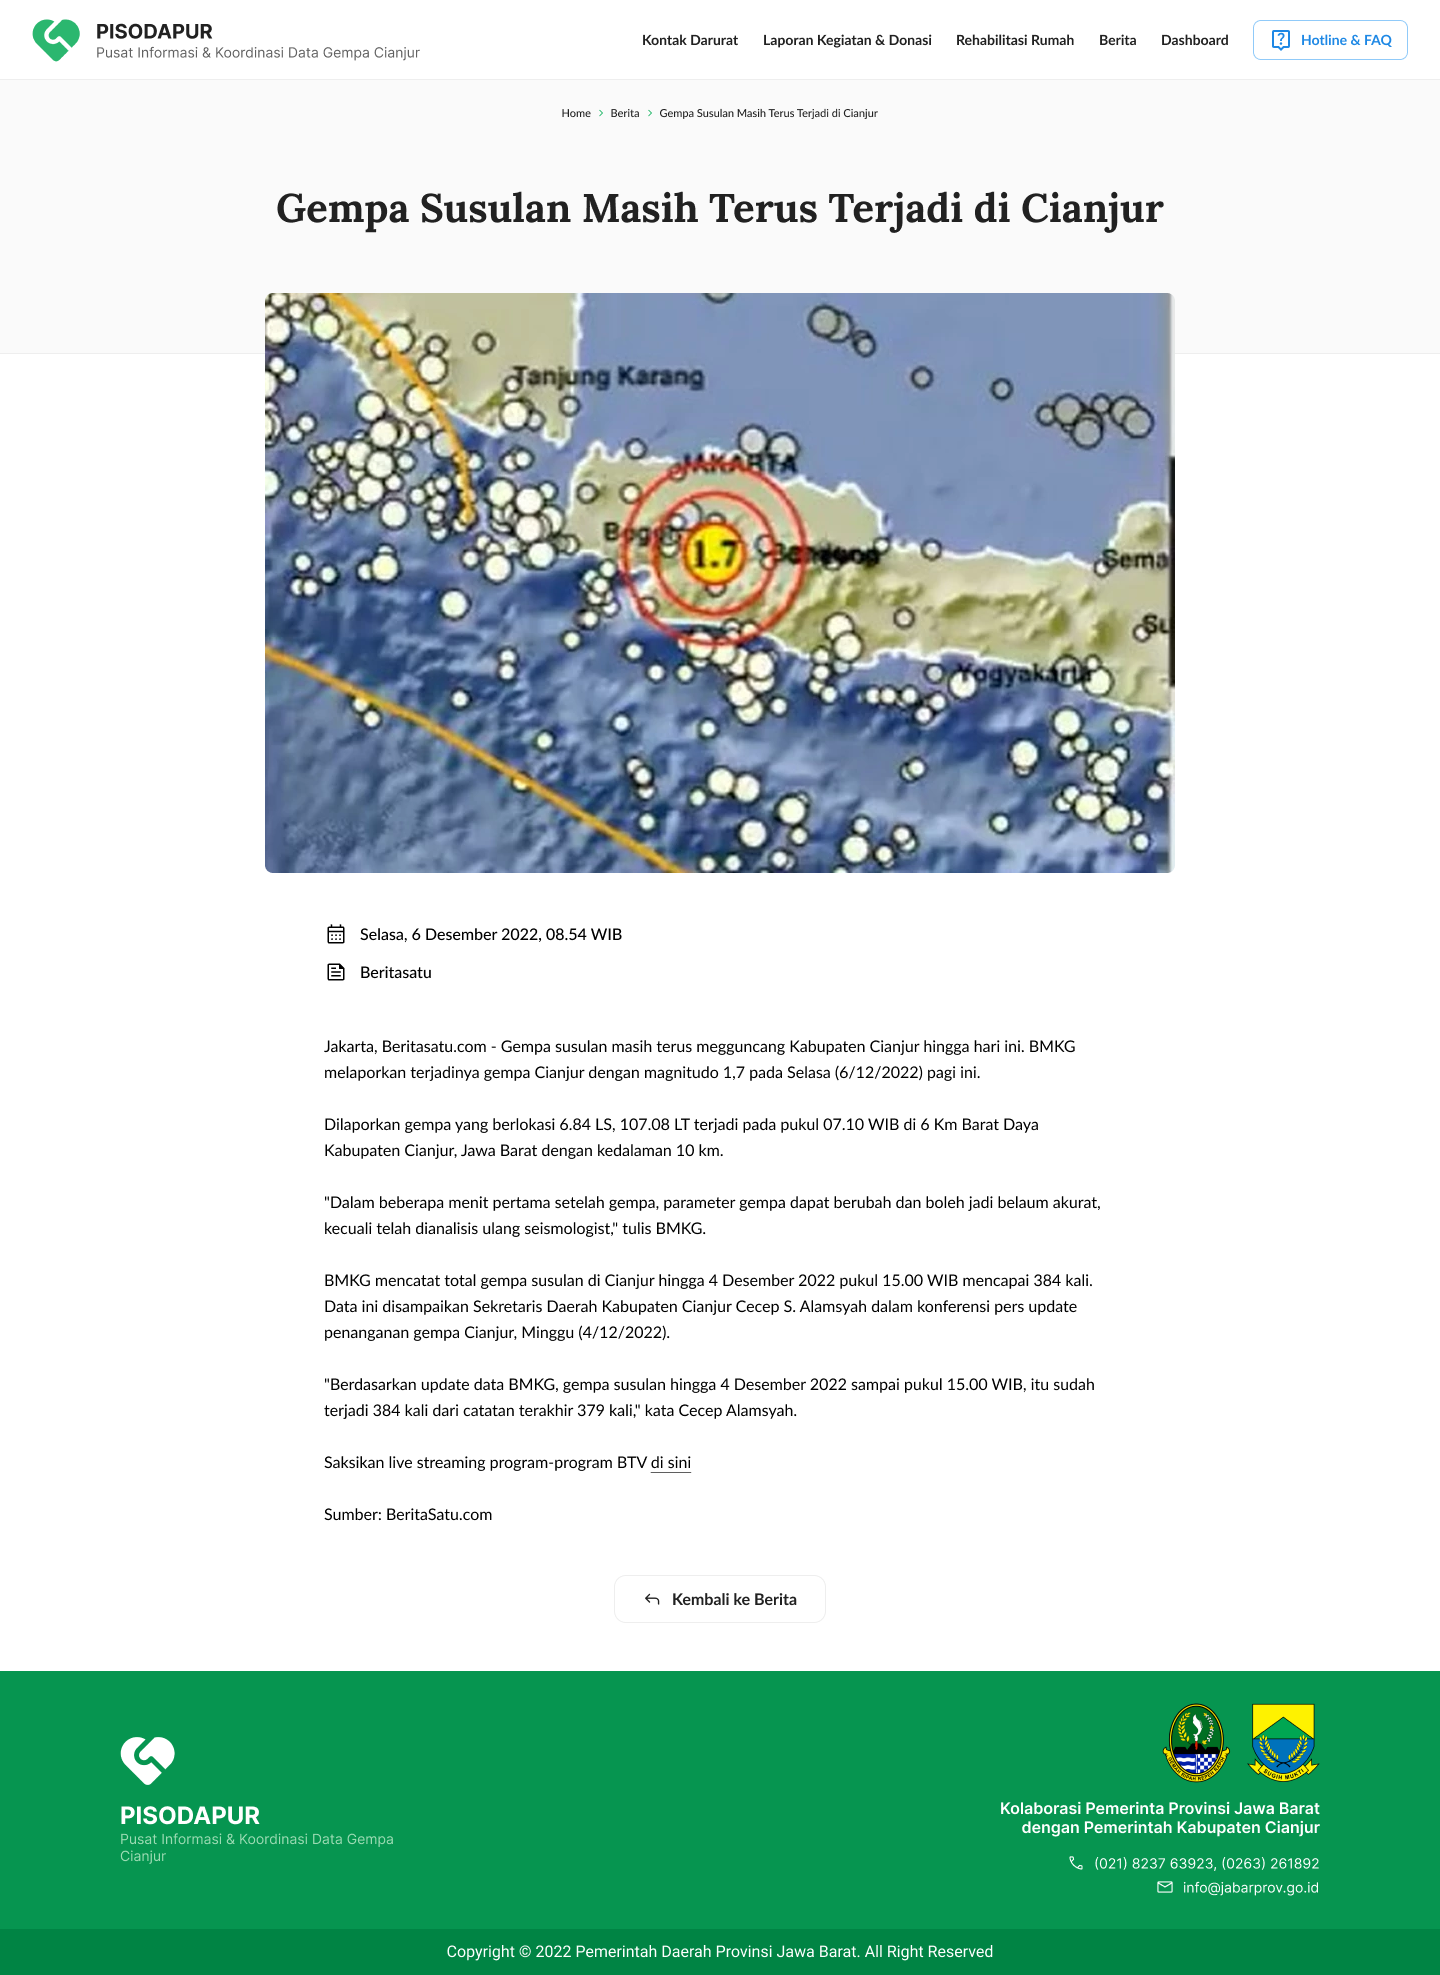 PISODAPUR
Pusat Informasi & Koordinasi Data Gempa Cianjur
Kontak Darurat
Laporan Kegiatan & Donasi
Rehabilitasi Rumah
Berita
Dashboard
Hotline & FAQ
Home > Berita > Gempa Susulan Masih Terus Terjadi di Cianjur
Gempa Susulan Masih Terus Terjadi di Cianjur
Tanjung Karang
JAKARTA
1.7
Sema
Su
Yogyakarta
Selasa, 6 Desember 2022, 08.54 WIB
Beritasatu
Jakarta, Beritasatu.com - Gempa susulan masih terus megguncang Kabupaten Cianjur hingga hari ini. BMKG
melaporkan terjadinya gempa Cianjur dengan magnitudo 1,7 pada Selasa (6/12/2022) pagi ini.
Dilaporkan gempa yang berlokasi 6.84 LS, 107.08 LT terjadi pada pukul 07.10 WIB di 6 Km Barat Daya
Kabupaten Cianjur, Jawa Barat dengan kedalaman 10 km.
"Dalam beberapa menit pertama setelah gempa, parameter gempa dapat berubah dan boleh jadi belaum akurat,
kecuali telah dianalisis ulang seismologist," tulis BMKG.
BMKG mencatat total gempa susulan di Cianjur hingga 4 Desember 2022 pukul 15.00 WIB mencapai 384 kali.
Data ini disampaikan Sekretaris Daerah Kabupaten Cianjur Cecep S. Alamsyah dalam konferensi pers update
penanganan gempa Cianjur, Minggu (4/12/2022).
"Berdasarkan update data BMKG, gempa susulan hingga 4 Desember 2022 sampai pukul 15.00 WIB, itu sudah
terjadi 384 kali dari catatan terakhir 379 kali," kata Cecep Alamsyah.
Saksikan live streaming program-program BTV di sini
Sumber: BeritaSatu.com
Kembali ke Berita
PISODAPUR
Pusat Informasi & Koordinasi Data Gempa
Cianjur
SUGIH MUKTI
Kolaborasi Pemerinta Provinsi Jawa Barat
dengan Pemerintah Kabupaten Cianjur
(021) 8237 63923, (0263) 261892
info@jabarprov.go.id
Copyright © 2022 Pemerintah Daerah Provinsi Jawa Barat. All Right Reserved